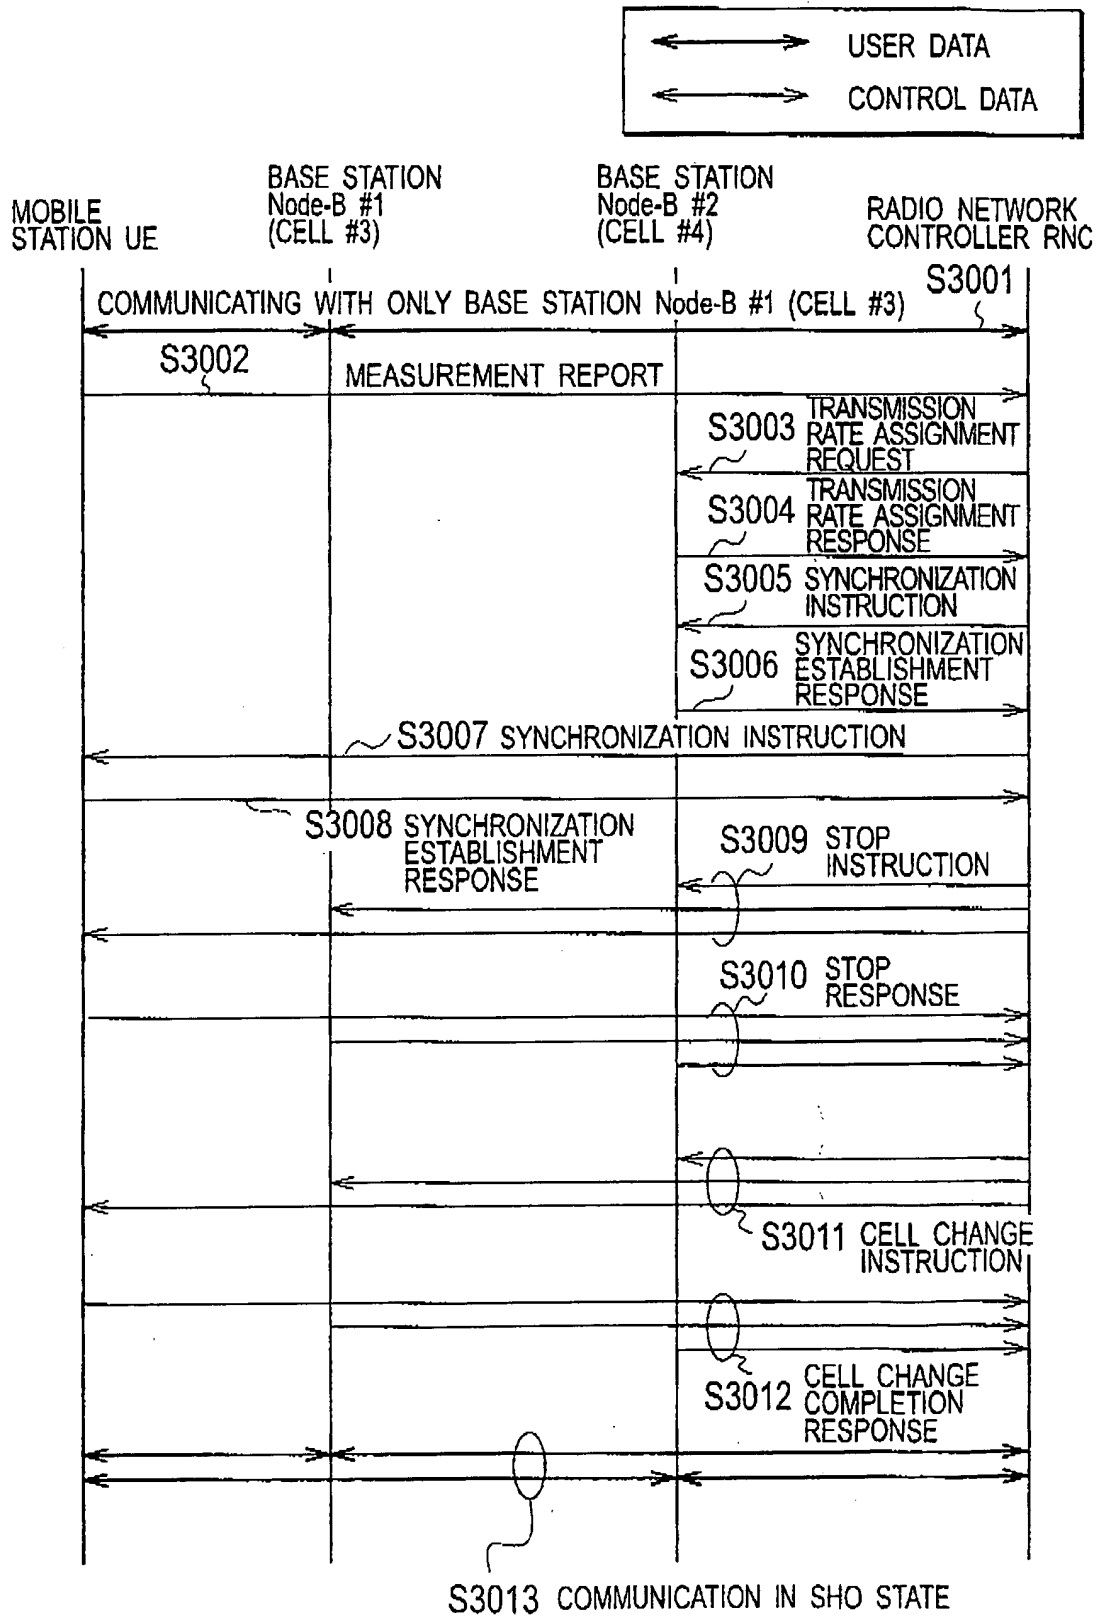 USER DATA
CONTROL DATA
MOBILE
STATION UE
BASE STATION
Node-B #1
(CELL #3)
BASE STATION
Node-B #2
(CELL #4)
RADIO NETWORK
CONTROLLER RNC
S3001
COMMUNICATING WITH ONLY BASE STATION Node-B #1 (CELL #3)
S3002
MEASUREMENT REPORT
S3003 TRANSMISSION
RATE ASSIGNMENT
REQUEST
S3004 TRANSMISSION
RATE ASSIGNMENT
RESPONSE
S3005 SYNCHRONIZATION
INSTRUCTION
S3006 SYNCHRONIZATION
ESTABLISHMENT
RESPONSE
S3007 SYNCHRONIZATION INSTRUCTION
S3008 SYNCHRONIZATION
ESTABLISHMENT
RESPONSE
S3009 STOP
INSTRUCTION
S3010 STOP
RESPONSE
S3011 CELL CHANGE
INSTRUCTION
S3012 CELL CHANGE
COMPLETION
RESPONSE
S3013 COMMUNICATION IN SHO STATE